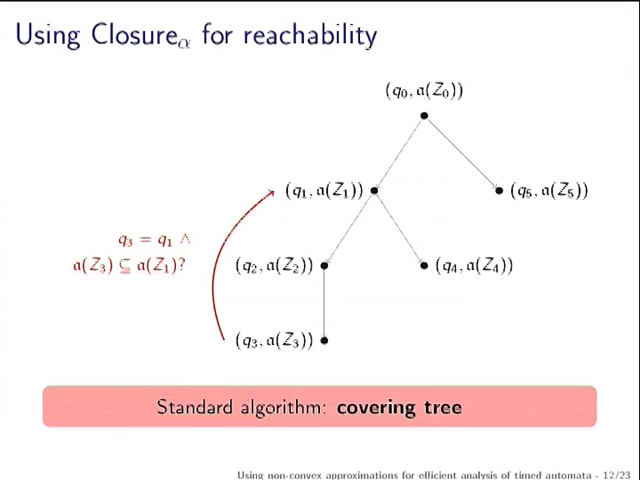 Using Closureα for reachability
(q₀, 𝔞(Z₀))
(q₁, 𝔞(Z₁))
(q₅, 𝔞(Z₅))
q₃ = q₁ ∧
𝔞(Z₃) ⊆ 𝔞(Z₁)?
(q₂, 𝔞(Z₂))
(q₄, 𝔞(Z₄))
(q₃, 𝔞(Z₃))
Standard algorithm: covering tree
Using non-convex approximations for efficient analysis of timed automata - 12/23